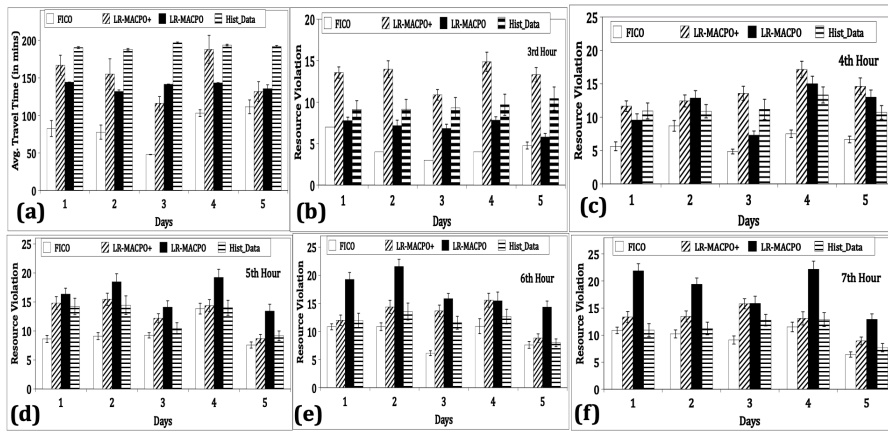 FICO LR-MACPO+ LR-MACPO Hist_Data
Avg. Travel Time (in mins)
200
150
100
50
0
1 2 3 4 5
Days
(a)
FICO LR-MACPO+ LR-MACPO Hist_Data
3rd Hour
Resource Violation
20
15
10
5
0
1 2 3 4 5
Days
(b)
FICO LR-MACPO+ LR-MACPO Hist_Data
4th Hour
Resource Violation
25
20
15
10
5
0
1 2 3 4 5
Days
(c)
FICO LR-MACPO+ LR-MACPO Hist_Data
5th Hour
Resource Violation
25
20
15
10
5
0
1 2 3 4 5
Days
(d)
FICO LR-MACPO+ LR-MACPO Hist_Data
6th Hour
Resource Violation
25
20
15
10
5
0
1 2 3 4 5
Days
(e)
FICO LR-MACPO+ LR-MACPO Hist_Data
7th Hour
Resource Violation
25
20
15
10
5
0
1 2 3 4 5
Days
(f)